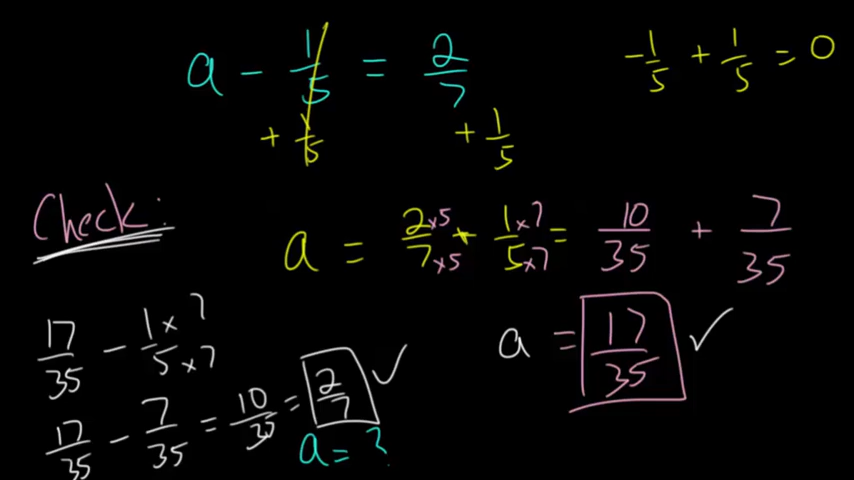 a - 1/5 = 2/7
+ 1/5 + 1/5
-1/5 + 1/5 = 0
a = 2×5/7×5 + 1×7/5×7 = 10/35 + 7/35
a = 17/35 ✓
Check:
17/35 - 1×7/5×7
17/35 - 7/35 = 10/35 = 2/7 ✓
a = ?